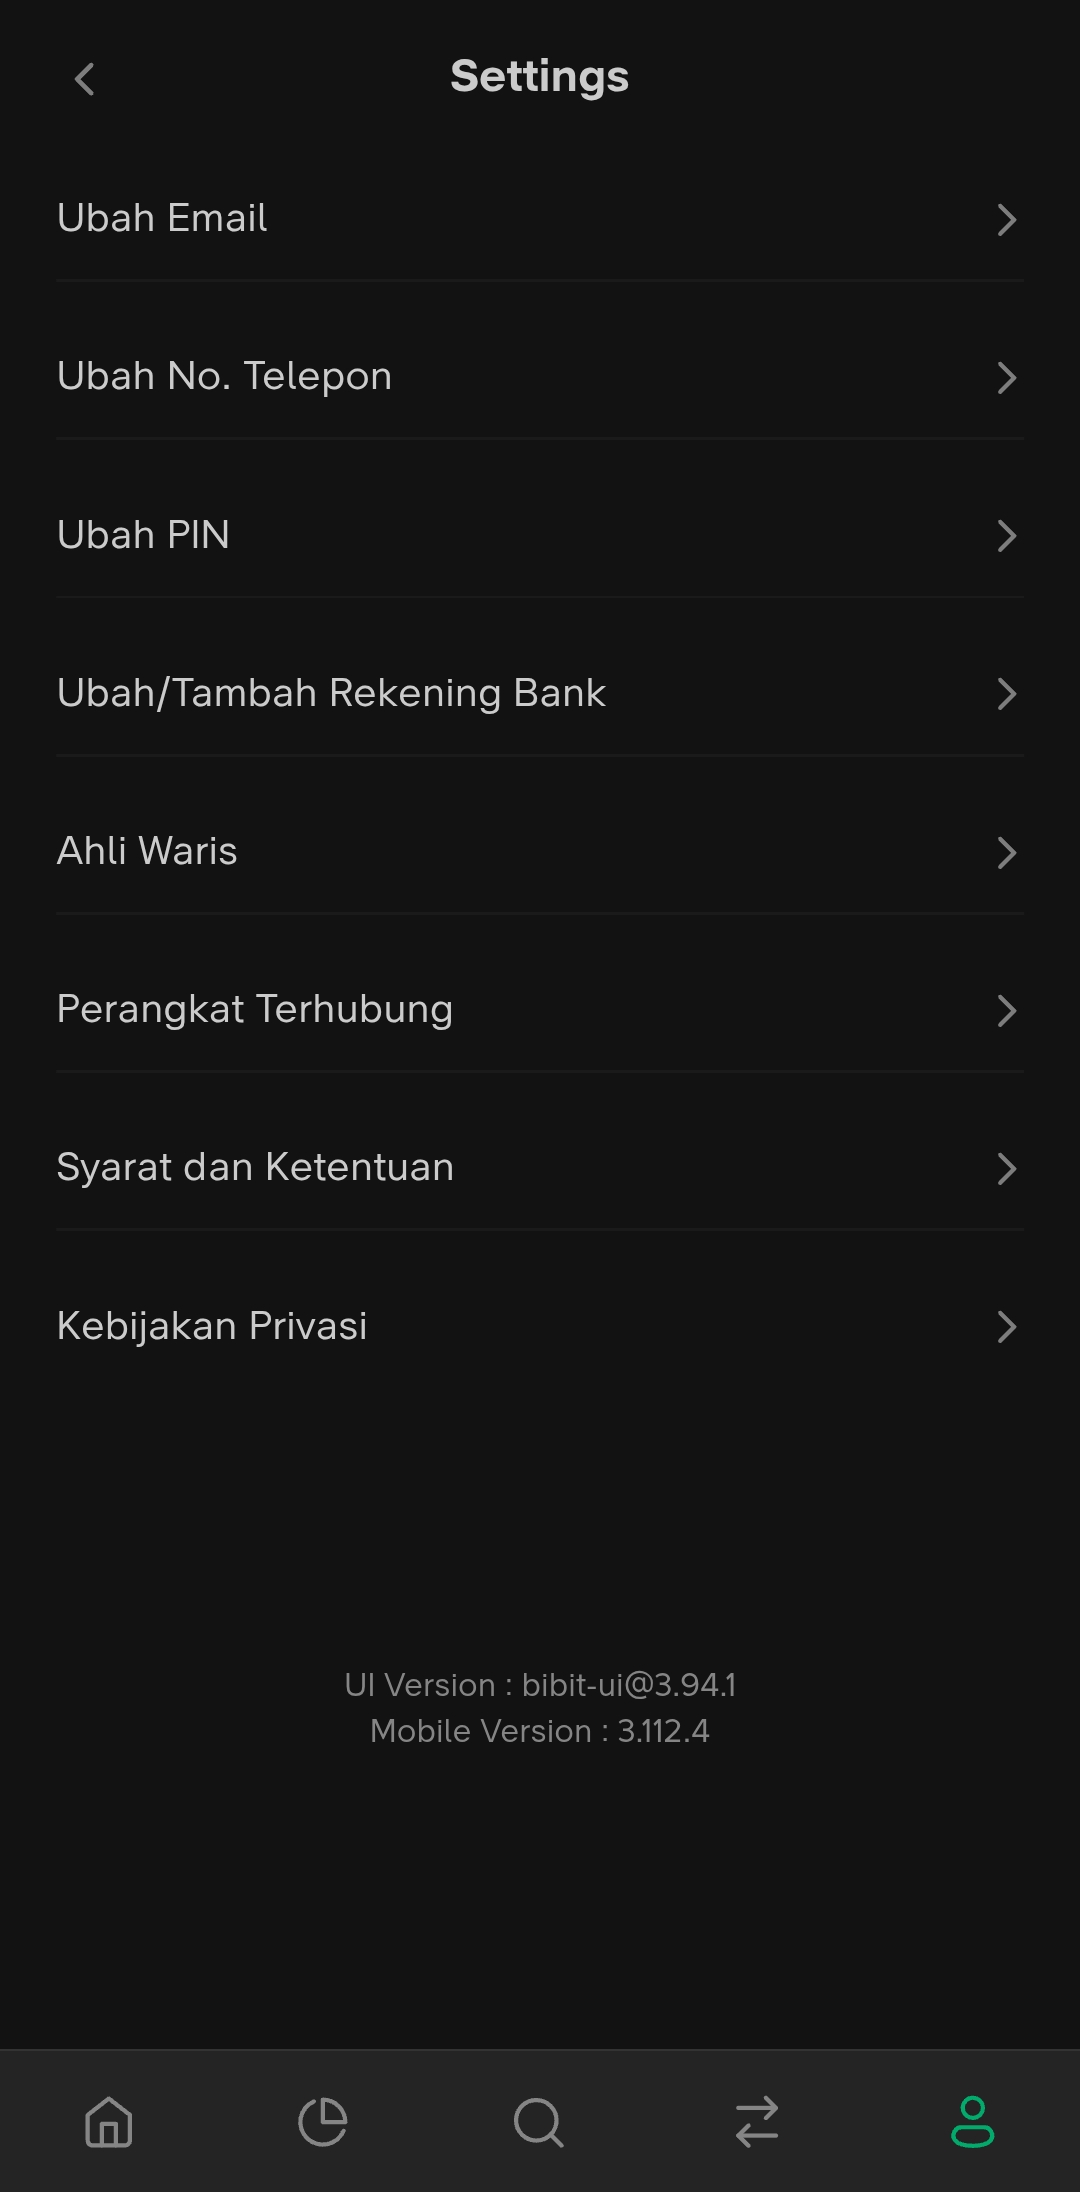 Settings
Ubah Email
Ubah No. Telepon
Ubah PIN
Ubah/Tambah Rekening Bank
Ahli Waris
Perangkat Terhubung
Syarat dan Ketentuan
Kebijakan Privasi
UI Version : bibit-ui@3.94.1
Mobile Version : 3.112.4